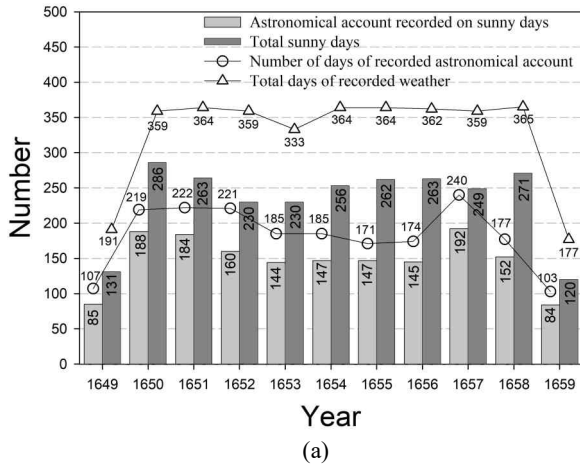 Astronomical account recorded on sunny days
Total sunny days
Number of days of recorded astronomical account
Total days of recorded weather
Number
500
450
400
350
300
250
200
150
100
50
0
359 364 359 333 364 364 362 359 365
191 177
107 219 222 221 185 185 171 174 240 177 103
85 188 184 160 144 147 147 145 192 152 84
131 286 263 230 230 256 262 263 249 271 120
1649 1650 1651 1652 1653 1654 1655 1656 1657 1658 1659
Year
(a)